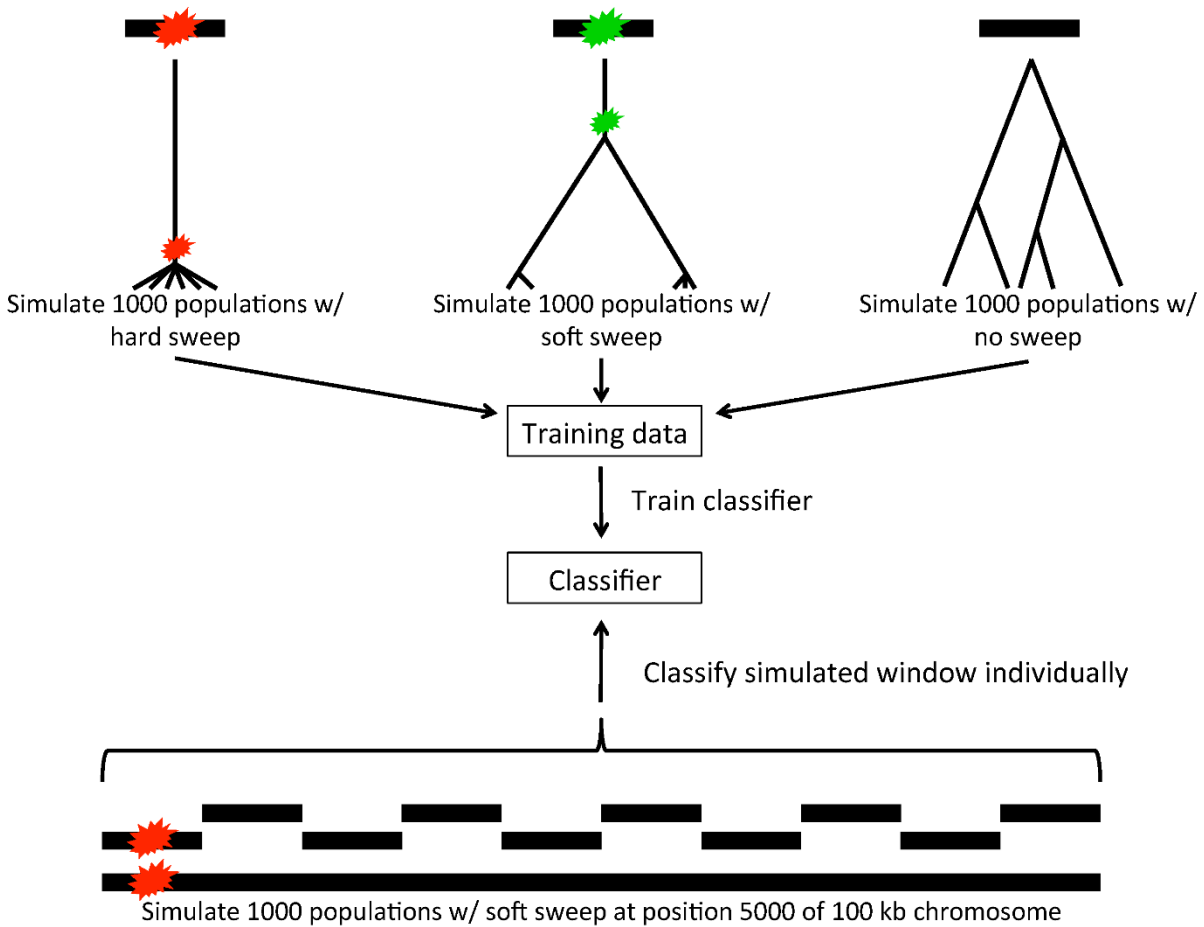 Simulate 1000 populations w/
hard sweep
Simulate 1000 populations w/
soft sweep
Simulate 1000 populations w/
no sweep
Training data
Train classifier
Classifier
Classify simulated window individually
Simulate 1000 populations w/ soft sweep at position 5000 of 100 kb chromosome